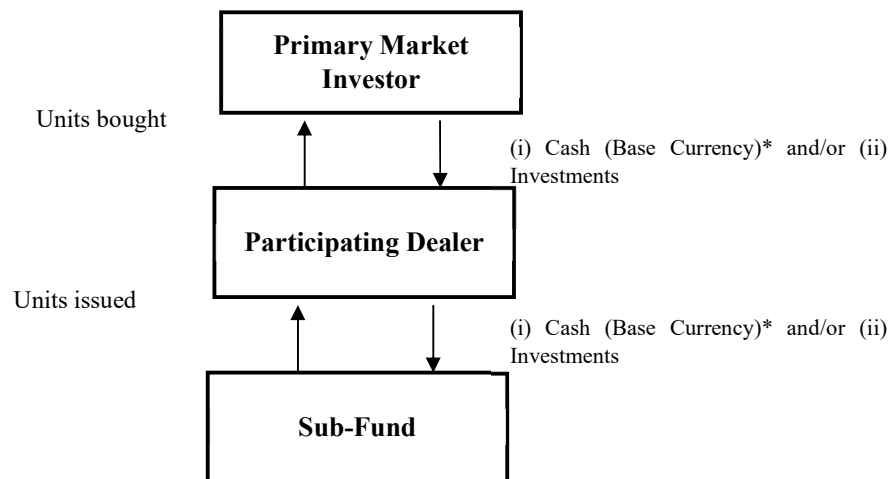 Primary Market
Investor
Units bought
(i) Cash (Base Currency)* and/or (ii)
Investments
Participating Dealer
Units issued
(i) Cash (Base Currency)* and/or (ii)
Investments
Sub-Fund